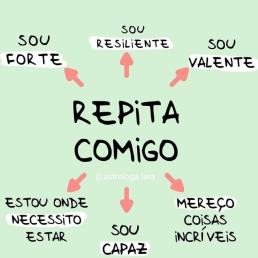 SOU
FORTE
SOU
RESILIENTE
SOU
VALENTE
REPITA
COMIGO
@astrologa.iara
ESTOU ONDE
NECESSITO
ESTAR
SOU
CAPAZ
MEREÇO
COISAS
INCRÍVEIS